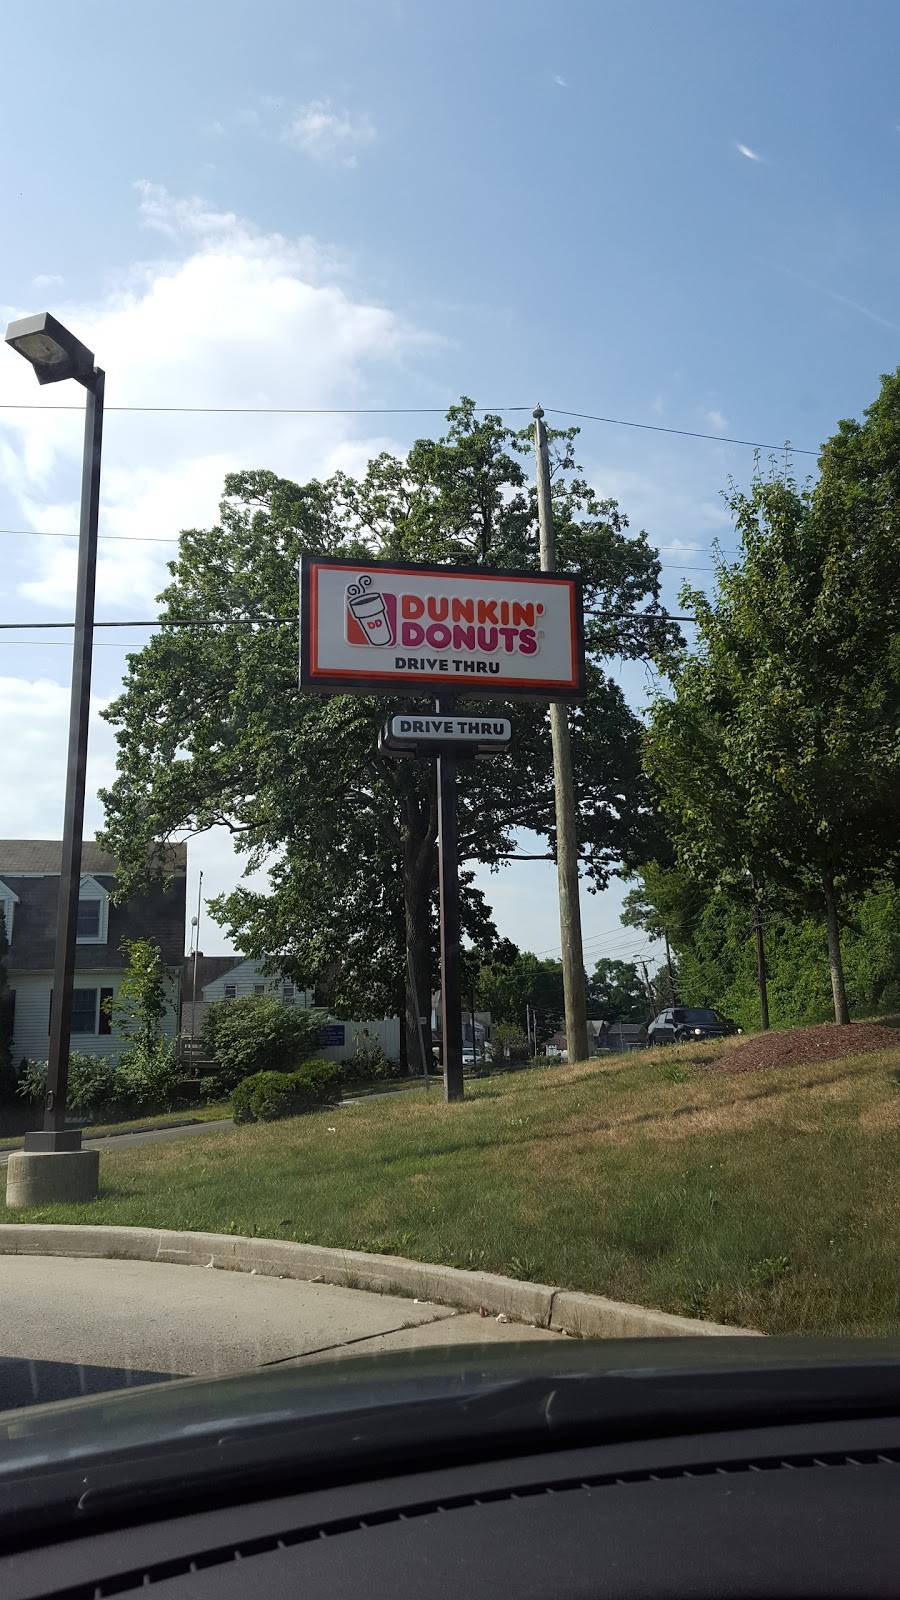 DD
DUNKIN'
DONUTS
DRIVE THRU
DRIVE THRU